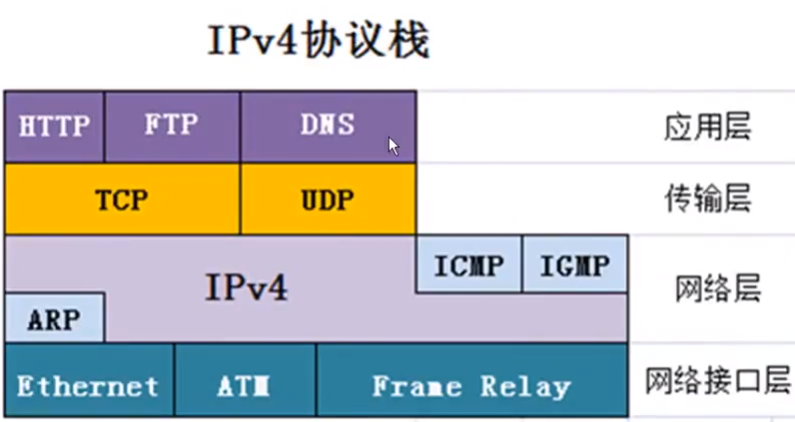 IPv4协议栈
HTTP FTP DNS 应用层
TCP UDP 传输层
ICMP IGMP
IPv4 网络层
ARP
Ethernet ATM Frame Relay 网络接口层